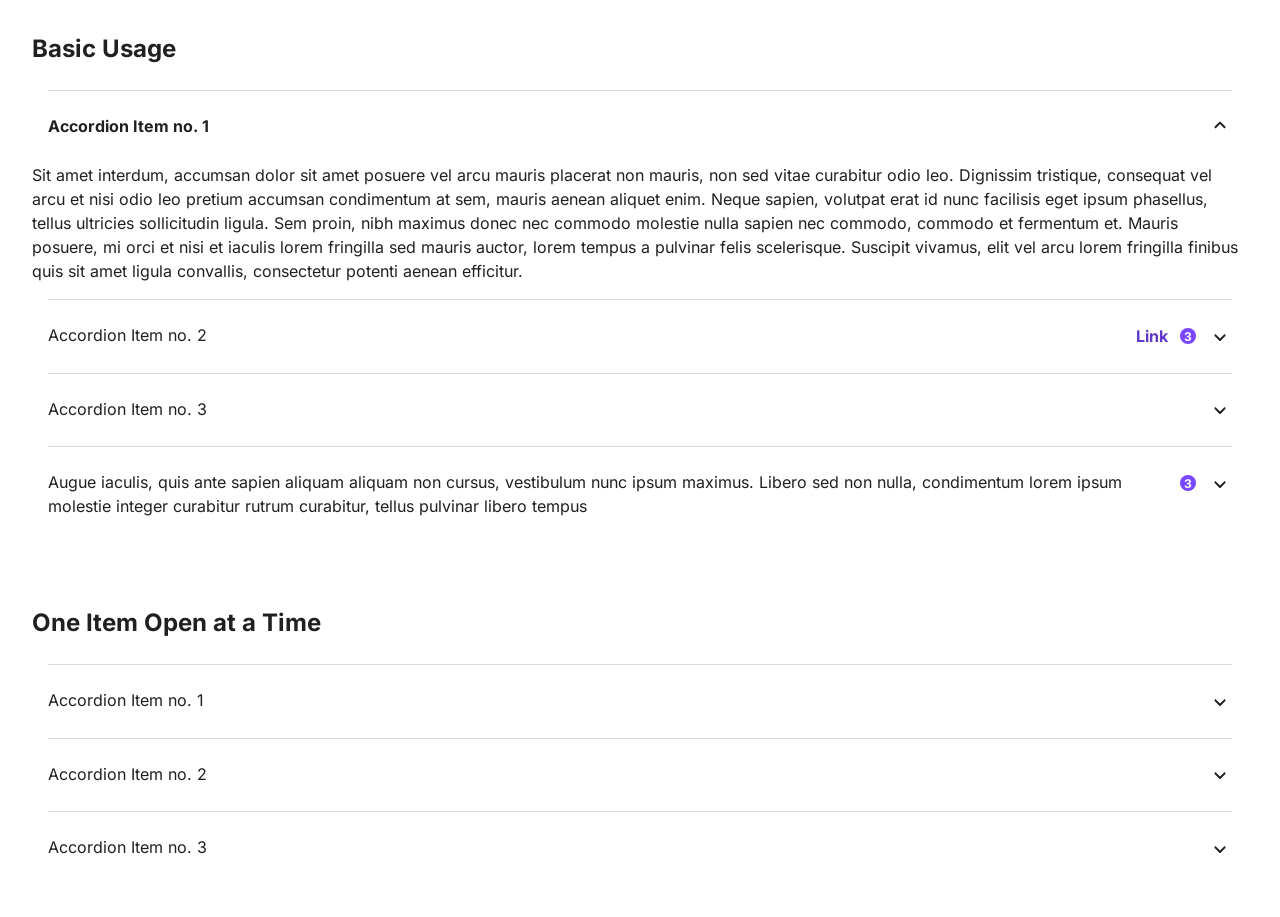 Basic Usage
Accordion Item no. 1
Sit amet interdum, accumsan dolor sit amet posuere vel arcu mauris placerat non mauris, non sed vitae curabitur odio leo. Dignissim tristique, consequat vel
arcu et nisi odio leo pretium accumsan condimentum at sem, mauris aenean aliquet enim. Neque sapien, volutpat erat id nunc facilisis eget ipsum phasellus,
tellus ultricies sollicitudin ligula. Sem proin, nibh maximus donec nec commodo molestie nulla sapien nec commodo, commodo et fermentum et. Mauris
posuere, mi orci et nisi et iaculis lorem fringilla sed mauris auctor, lorem tempus a pulvinar felis scelerisque. Suscipit vivamus, elit vel arcu lorem fringilla finibus
quis sit amet ligula convallis, consectetur potenti aenean efficitur.
Accordion Item no. 2 Link 3
Accordion Item no. 3
Augue iaculis, quis ante sapien aliquam aliquam non cursus, vestibulum nunc ipsum maximus. Libero sed non nulla, condimentum lorem ipsum 3
molestie integer curabitur rutrum curabitur, tellus pulvinar libero tempus
One Item Open at a Time
Accordion Item no. 1
Accordion Item no. 2
Accordion Item no. 3